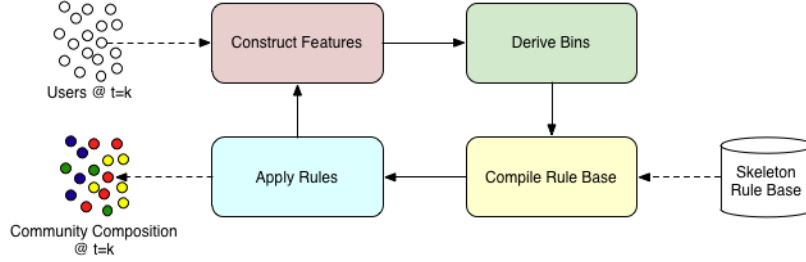 Construct Features
Derive Bins
Users @ t=k
Apply Rules
Compile Rule Base
Skeleton
Rule Base
Community Composition
@ t=k